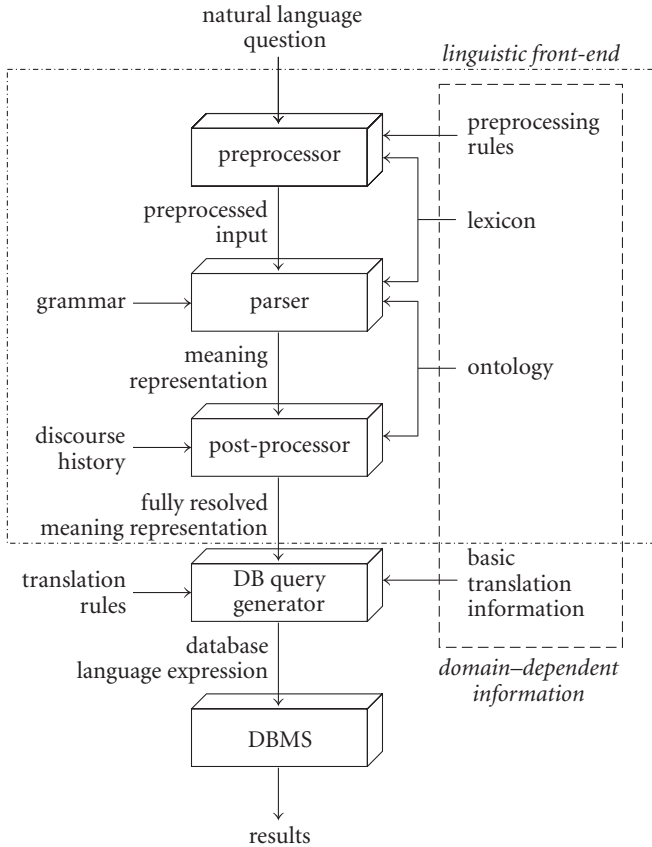 natural language
question
linguistic front-end
preprocessor
preprocessing
rules
preprocessed
input
lexicon
grammar
parser
meaning
representation
ontology
discourse
history
post-processor
fully resolved
meaning representation
translation
rules
DB query
generator
basic
translation
information
database
language expression
domain–dependent
information
DBMS
results